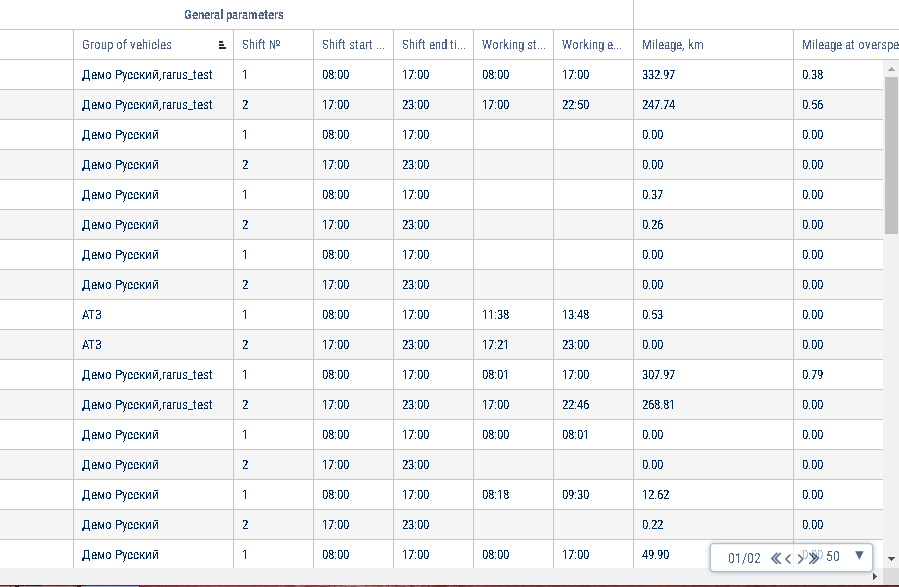 General parameters
Group of vehicles Shift № Shift start ... Shift end ti... Working st... Working e... Mileage, km Mileage at overspe
Демо Русский,rarus_test 1 08:00 17:00 08:00 17:00 332.97 0.38
Демо Русский,rarus_test 2 17:00 23:00 17:00 22:50 247.74 0.56
Демо Русский 1 08:00 17:00 0.00 0.00
Демо Русский 2 17:00 23:00 0.00 0.00
Демо Русский 1 08:00 17:00 0.37 0.00
Демо Русский 2 17:00 23:00 0.26 0.00
Демо Русский 1 08:00 17:00 0.00 0.00
Демо Русский 2 17:00 23:00 0.00 0.00
АТЗ 1 08:00 17:00 11:38 13:48 0.53 0.00
АТЗ 2 17:00 23:00 17:21 23:00 0.00 0.00
Демо Русский,rarus_test 1 08:00 17:00 08:01 17:00 307.97 0.79
Демо Русский,rarus_test 2 17:00 23:00 17:00 22:46 268.81 0.00
Демо Русский 1 08:00 17:00 08:00 08:01 0.00 0.00
Демо Русский 2 17:00 23:00 0.00 0.00
Демо Русский 1 08:00 17:00 08:18 09:30 12.62 0.00
Демо Русский 2 17:00 23:00 0.22 0.00
Демо Русский 1 08:00 17:00 08:00 17:00 49.90 0.00
01/02 50